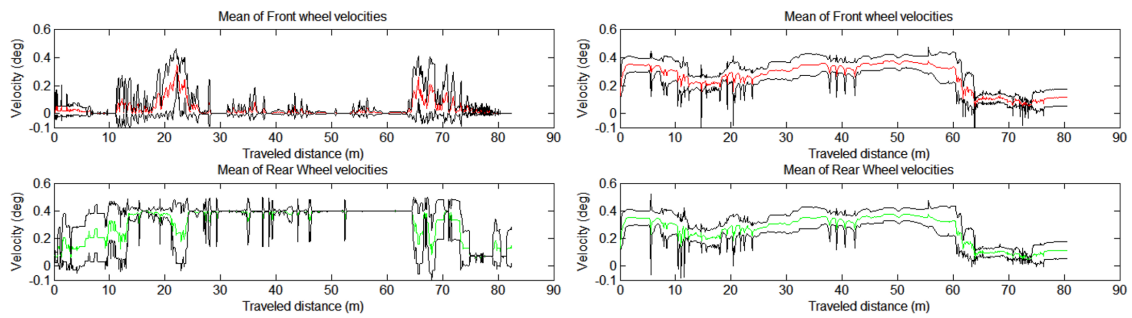 Mean of Front wheel velocities
Velocity (deg)
0.6
0.4
0.2
0
-0.1
0 10 20 30 40 50 60 70 80 90
Traveled distance (m)
Mean of Rear Wheel velocities
Velocity (deg)
0.6
0.4
0.2
0
-0.1
0 10 20 30 40 50 60 70 80 90
Traveled distance (m)
Mean of Front wheel velocities
Velocity (deg)
0.6
0.4
0.2
0
-0.1
0 10 20 30 40 50 60 70 80 90
Traveled distance (m)
Mean of Rear Wheel velocities
Velocity (deg)
0.6
0.4
0.2
0
-0.1
0 10 20 30 40 50 60 70 80 90
Traveled distance (m)